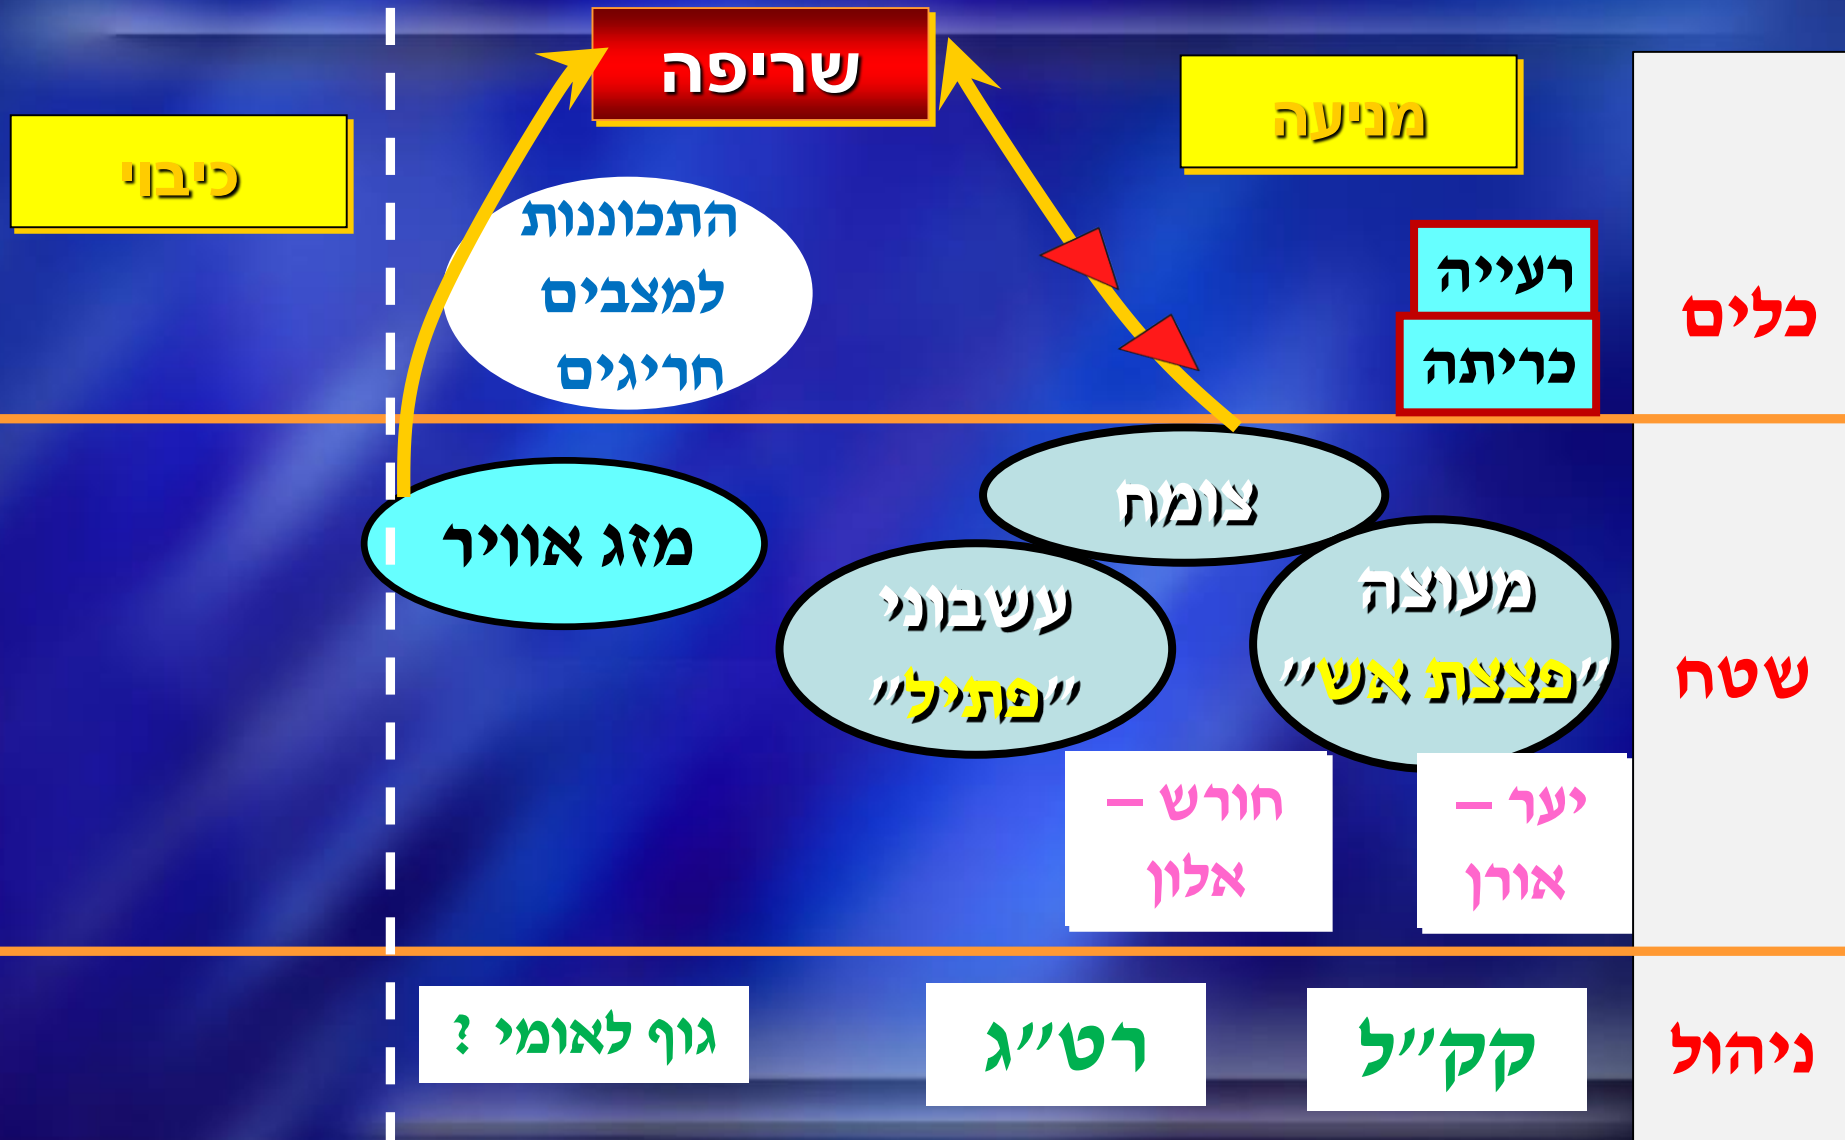 שריפה
מניעה
כיבוי
כלים
רעייה
כריתה
התכוננות
למצבים
חריגים
שטח
צומח
מעוצה
"פצצת אש"
עשבוני
"פתיל"
מזג אוויר
יער –
אורן
חורש –
אלון
ניהול
קק"ל
רט"ג
גוף לאומי ?